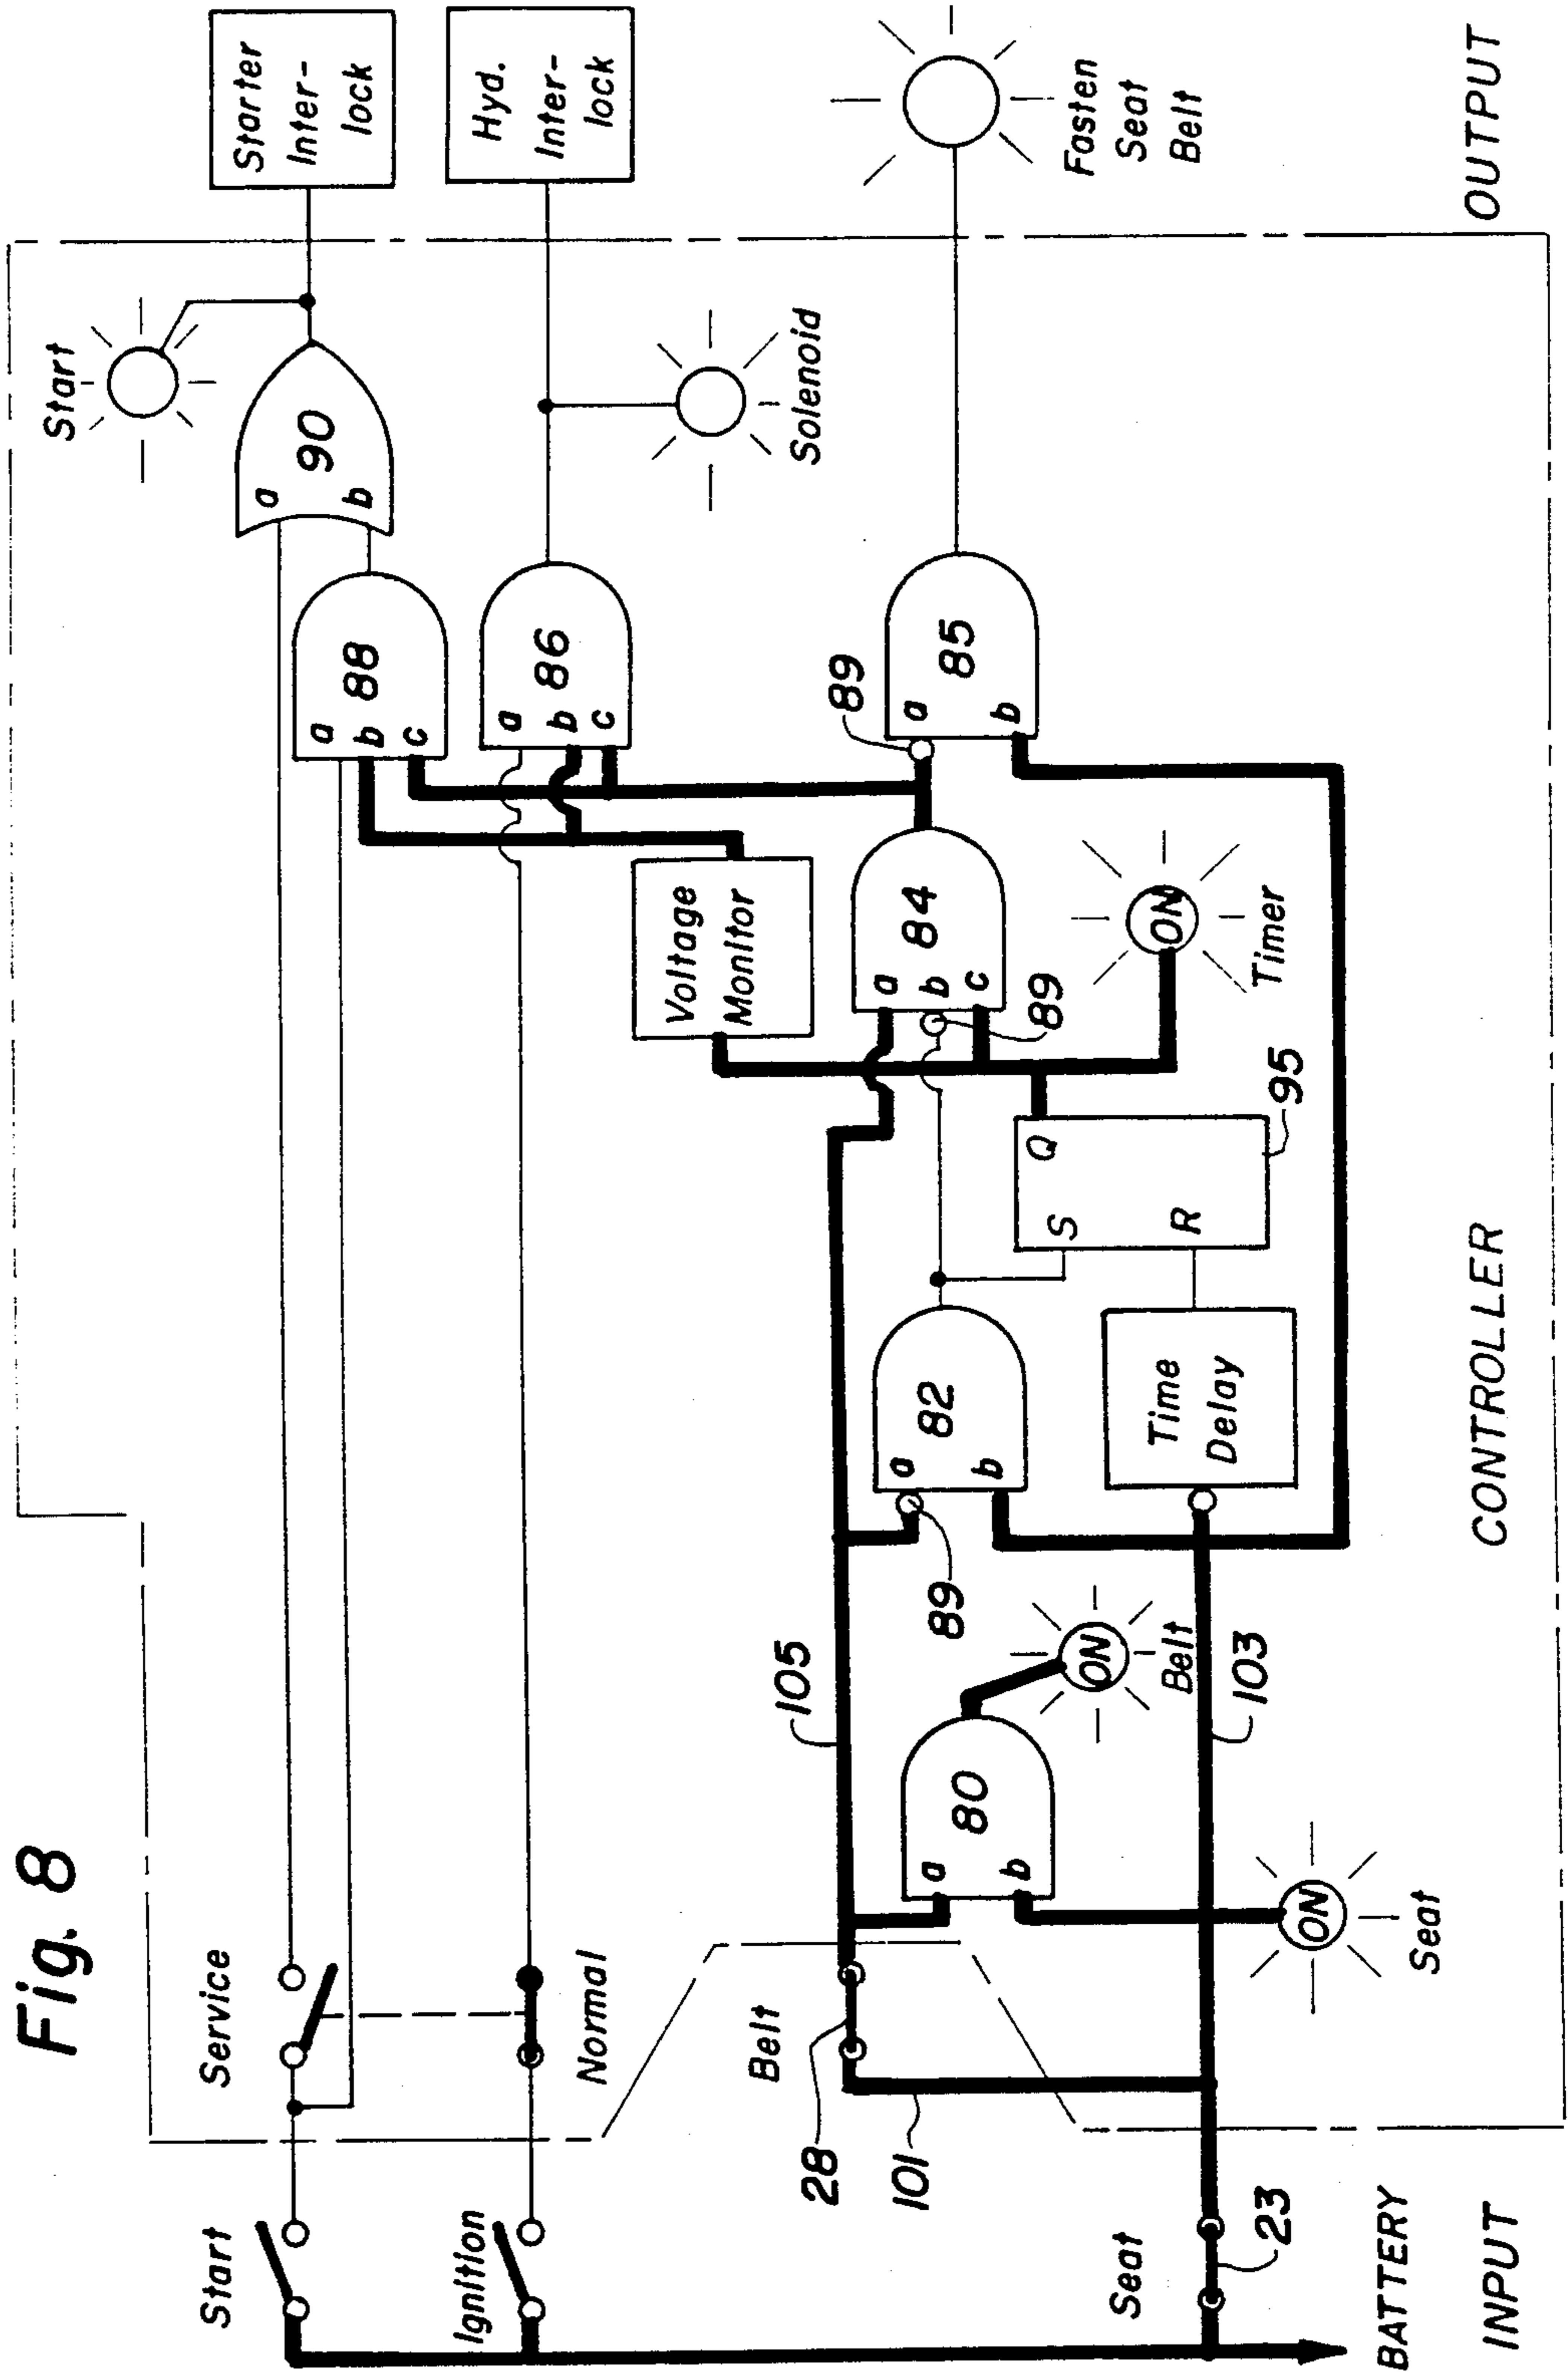 Fig. 8
Start
Service
Ignition
Normal
Seat
23
BATTERY
INPUT
28
101
Belt
105
103
a
b
80
ON
Belt
ON
Seat
89
a
b
82
Time
Delay
S
R
Q
95
a
b
c
84
89
ON
Timer
Voltage
Monitor
89
a
b
85
a
b
c
86
a
b
c
88
a
b
90
Start
Solenoid
Starter
Inter-
lock
Hyd.
Inter-
lock
Fasten
Seat
Belt
CONTROLLER
OUTPUT